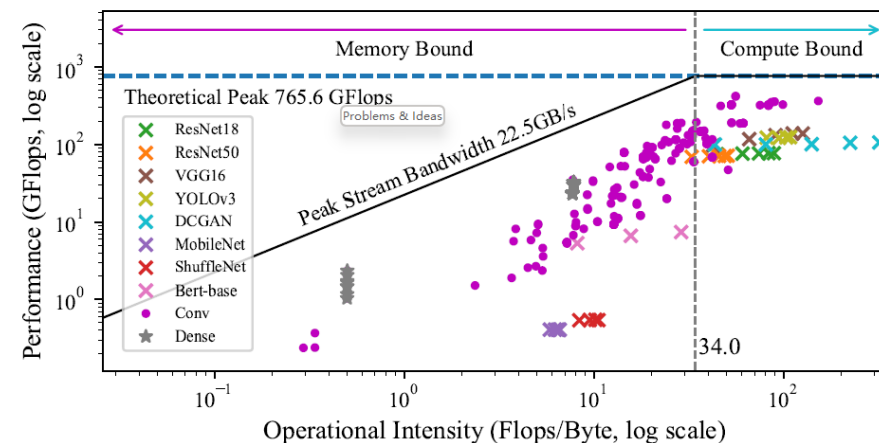 Memory Bound
Compute Bound
Theoretical Peak 765.6 GFlops
Problems & Ideas
Peak Stream Bandwidth 22.5GB/s
ResNet18
ResNet50
VGG16
YOLOv3
DCGAN
MobileNet
ShuffleNet
Bert-base
Conv
Dense
34.0
Performance (GFlops, log scale)
10³
10²
10¹
10⁰
10⁻¹
10⁰
10¹
10²
Operational Intensity (Flops/Byte, log scale)